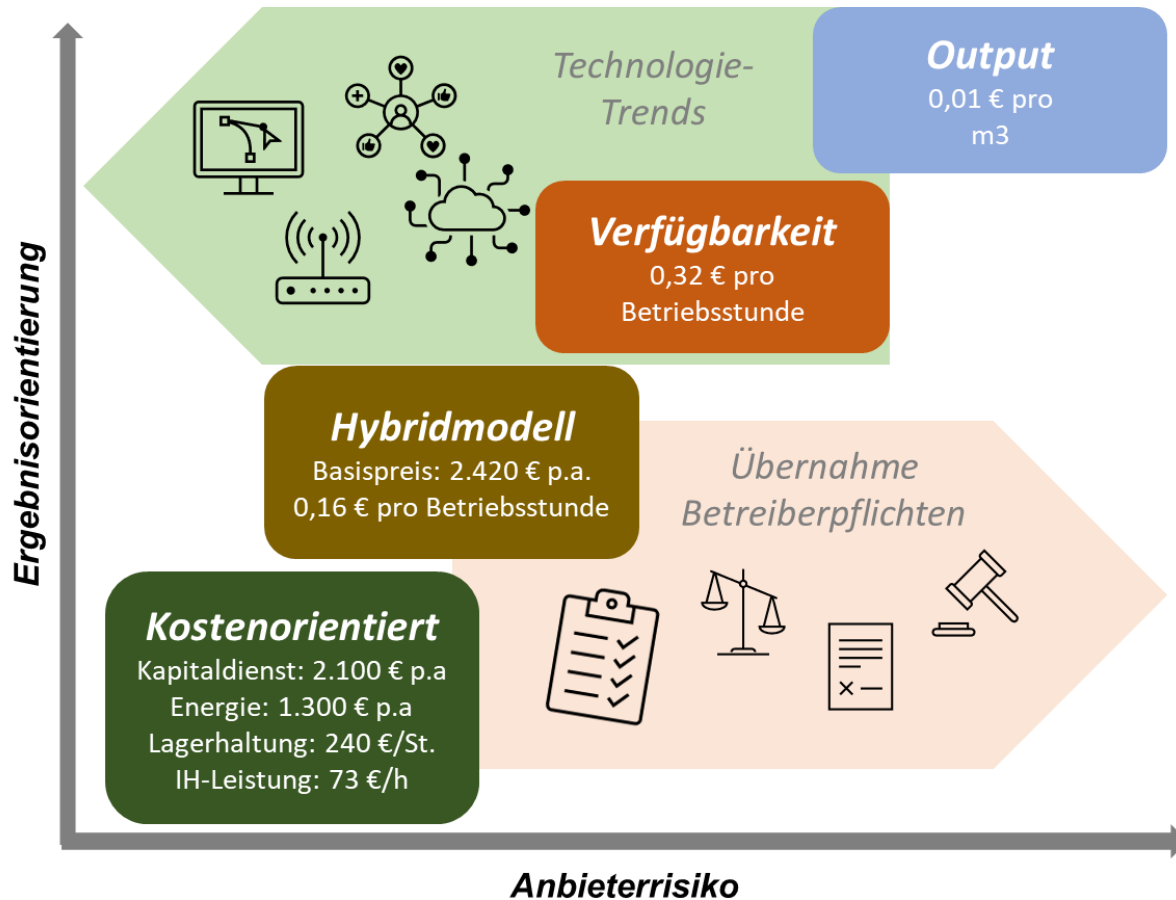 Technologie-
Trends
Output
0,01 € pro
m3
Verfügbarkeit
0,32 € pro
Betriebsstunde
Hybridmodell
Basispreis: 2.420 € p.a.
0,16 € pro Betriebsstunde
Übernahme
Betreiberpflichten
Kostenorientiert
Kapitaldienst: 2.100 € p.a
Energie: 1.300 € p.a
Lagerhaltung: 240 €/St.
IH-Leistung: 73 €/h
Ergebnisorientierung
Anbieterrisiko